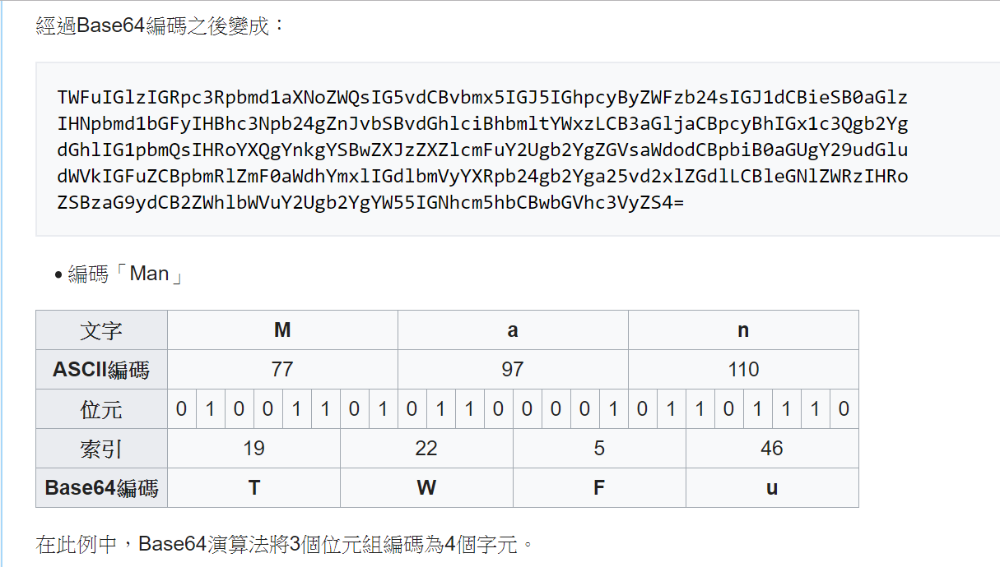 經過Base64編碼之後變成：
TWFuIGlzIGRpc3Rpbmd1aXNoZWQsIG5vdCBvbmx5IGJ5IGhpcyByZWFzb24sIGJ1dCBieSB0aGlz
IHNpbmd1bGFyIHBhc3Npb24gZnJvbSBvdGhlciBhbmltYWxzLCB3aGljaCBpcyBhIGx1c3Qgb2Yg
dGhlIG1pbmQsIHRoYXQgYnkgYSBwZXJzZXZlcmFuY2Ugb2YgZGVsaWdodCBpbiB0aGUgY29udGlu
dWVkIGFuZCBpbmRlZmF0aWdhYmxlIGdlbmVyYXRpb24gb2Yga25vd2xlZGdlLCBleGNlZWRzIHRo
ZSBzaG9ydCB2ZWhlbWVuY2Ugb2YgYW55IGNhcm5hbCBwbGVhc3VyZS4=
•編碼「Man」
文字 M a n
ASCII編碼 77 97 110
位元 0 1 0 0 1 1 0 1 0 1 1 0 0 0 0 1 0 1 1 0 1 1 1 0
索引 19 22 5 46
Base64編碼 T W F u
在此例中，Base64演算法將3個位元組編碼為4個字元。